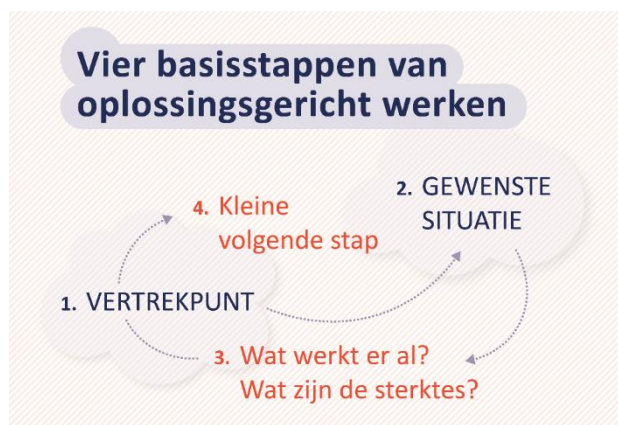 Vier basisstappen van
oplossingsgericht werken
1. VERTREKPUNT
2. GEWENSTE
SITUATIE
3. Wat werkt er al?
Wat zijn de sterktes?
4. Kleine
volgende stap